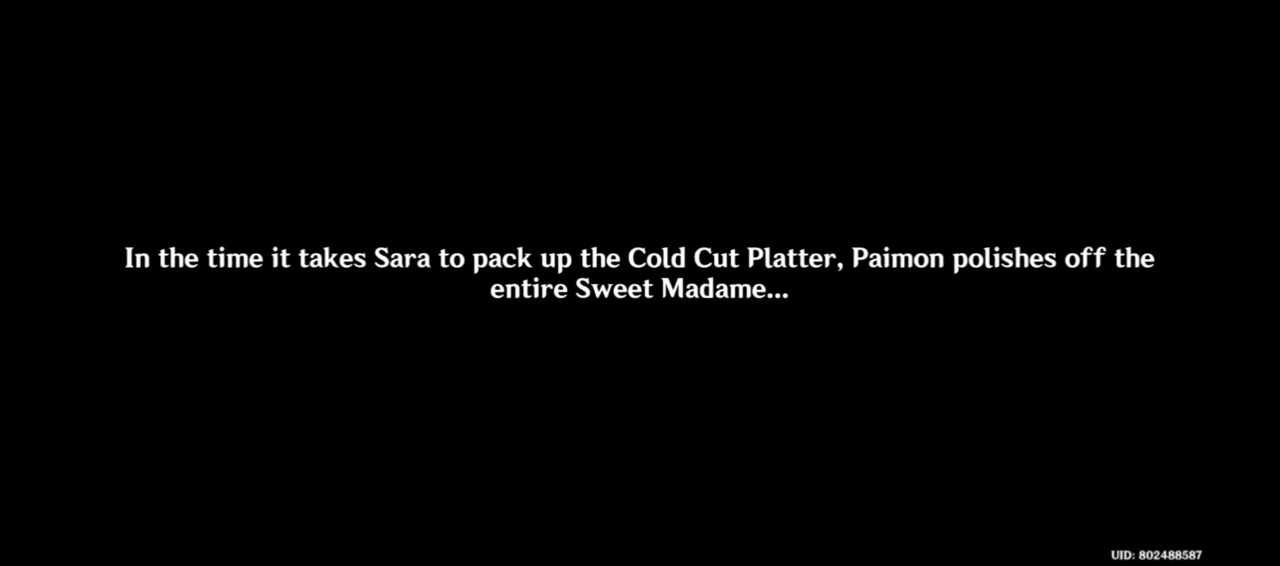 In the time it takes Sara to pack up the Cold Cut Platter, Paimon polishes off the
entire Sweet Madame...
UID: 802488587